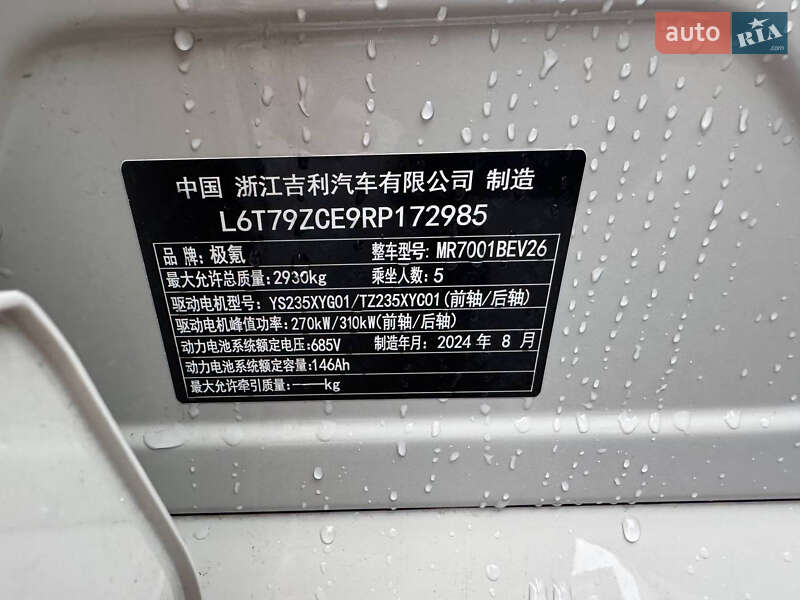 auto RIA .com
中国 浙江吉利汽车有限公司 制造
L6T79ZCE9RP172985
品 牌:极氪 整车型号:MR7001BEV26
最大允许总质量:2930kg 乘坐人数:5
驱动电机型号:YS235XYG01/TZ235XYC01(前轴/后轴)
驱动电机峰值功率:270kW/310kW(前轴/后轴)
动力电池系统额定电压:685V 制造年月:2024 年 8 月
动力电池系统额定容量:146Ah
最大允许牵引质量:——kg